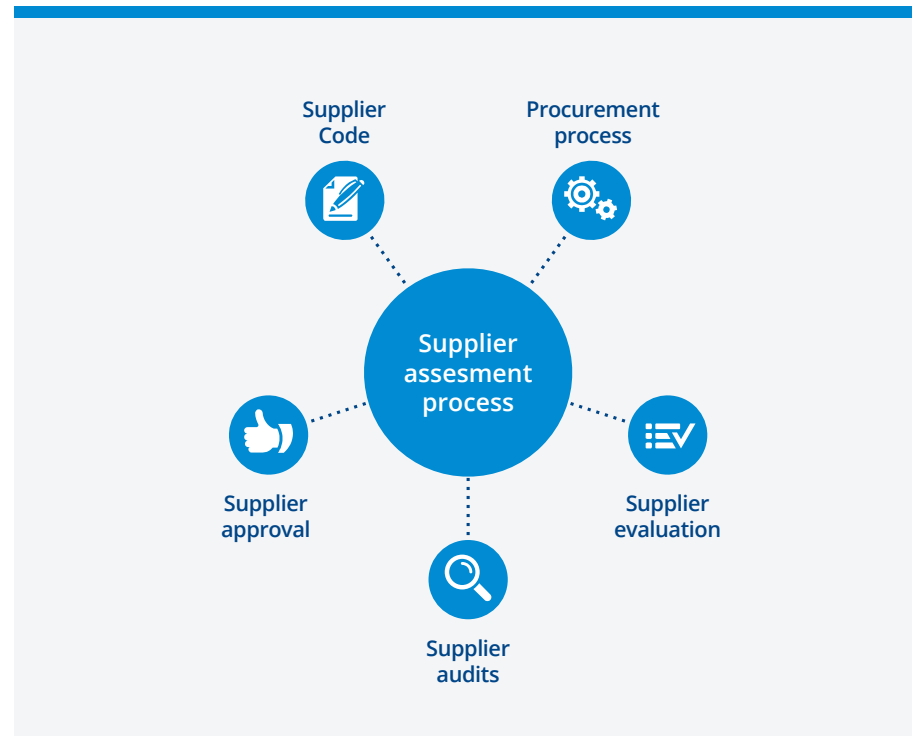 Supplier
Code
Procurement
process
Supplier
assesment
process
Supplier
approval
Supplier
evaluation
Supplier
audits